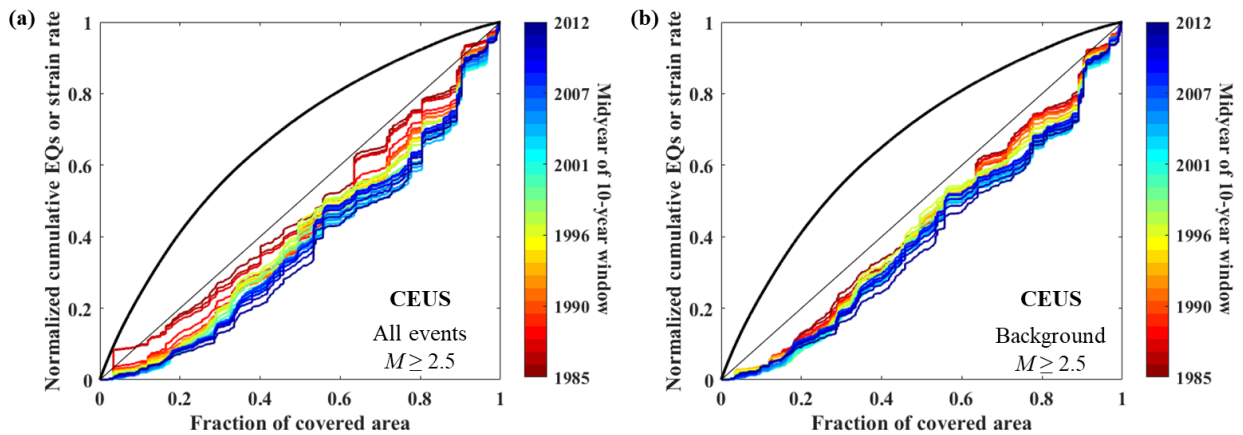 (a)
Normalized cumulative EQs or strain rate
1
0.8
0.6
0.4
0.2
0
0
0.2
0.4
0.6
0.8
1
Fraction of covered area
CEUS
All events
M ≥ 2.5
2012
2007
2001
1996
1990
1985
Midyear of 10-year window
(b)
Normalized cumulative EQs or strain rate
1
0.8
0.6
0.4
0.2
0
0
0.2
0.4
0.6
0.8
1
Fraction of covered area
CEUS
Background
M ≥ 2.5
2012
2007
2001
1996
1990
1985
Midyear of 10-year window